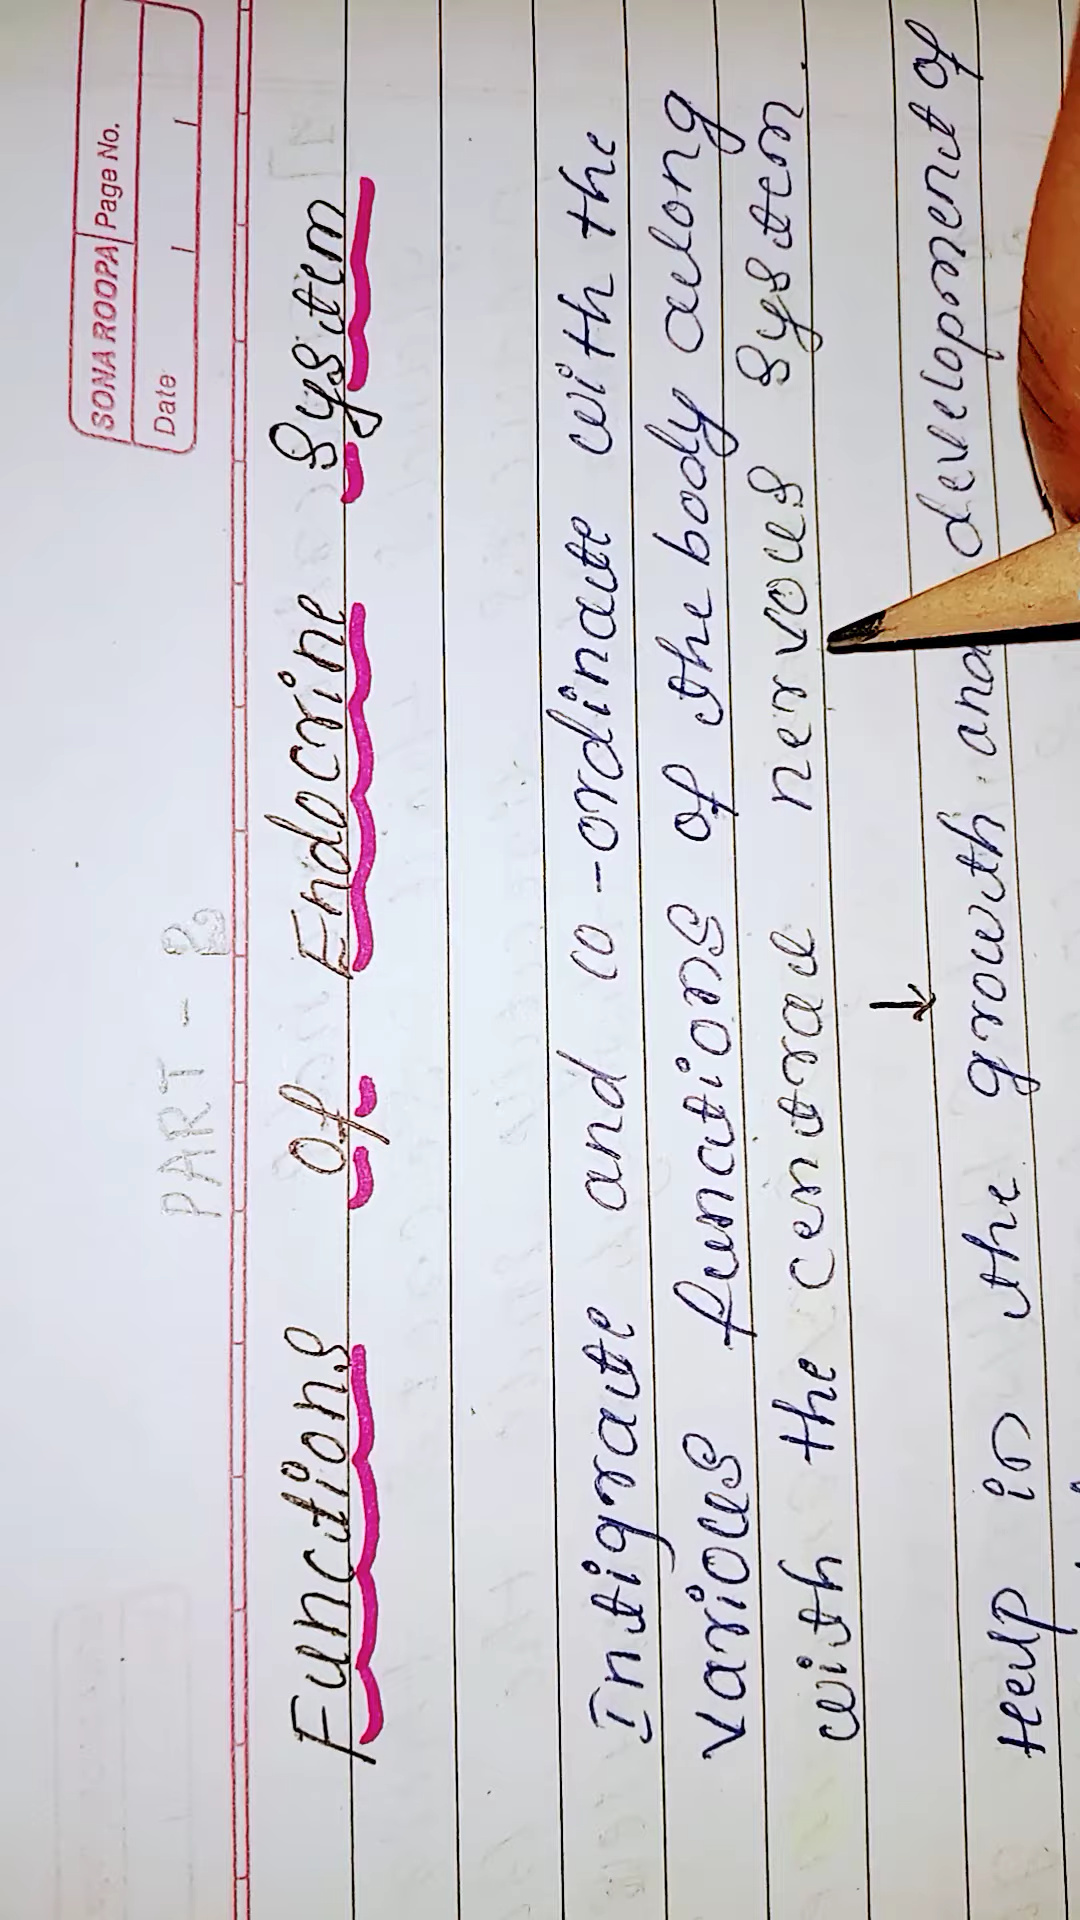 SONA ROOPA Page No.
Date
PART - B
Functions of Endocrine System
Intigrate and co-ordinate with the
various functions of the body along
with the central nervous system.
↓
Help in the growth and development of